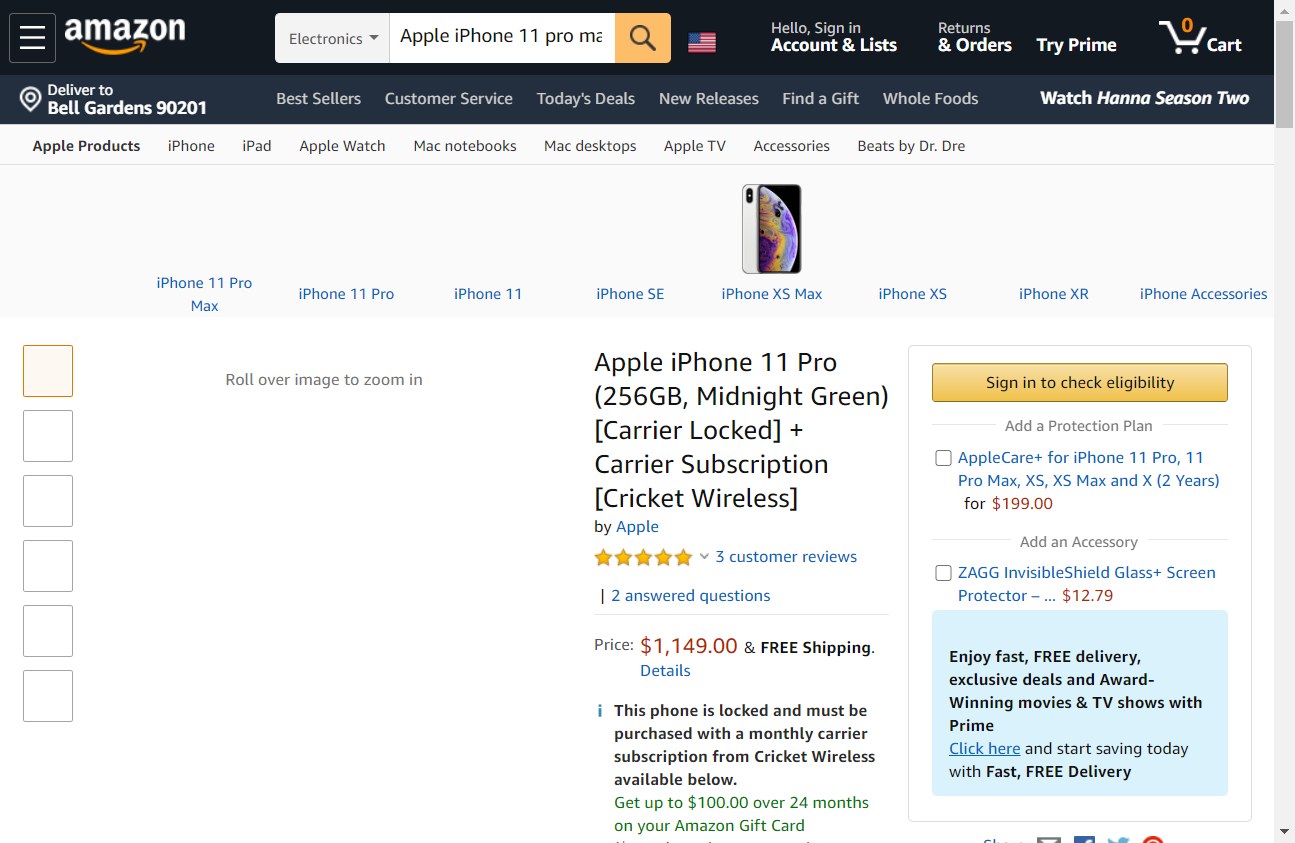 amazon
Electronics
Apple iPhone 11 pro ma
Hello, Sign in
Account & Lists
Returns
& Orders
Try Prime
0
Cart
Deliver to
Bell Gardens 90201
Best Sellers
Customer Service
Today's Deals
New Releases
Find a Gift
Whole Foods
Watch Hanna Season Two
Apple Products
iPhone
iPad
Apple Watch
Mac notebooks
Mac desktops
Apple TV
Accessories
Beats by Dr. Dre
iPhone 11 Pro
Max
iPhone 11 Pro
iPhone 11
iPhone SE
iPhone XS Max
iPhone XS
iPhone XR
iPhone Accessories
Roll over image to zoom in
Apple iPhone 11 Pro
(256GB, Midnight Green)
[Carrier Locked] +
Carrier Subscription
[Cricket Wireless]
by Apple
3 customer reviews
| 2 answered questions
Price: $1,149.00 & FREE Shipping.
Details
i This phone is locked and must be
purchased with a monthly carrier
subscription from Cricket Wireless
available below.
Get up to $100.00 over 24 months
on your Amazon Gift Card
Sign in to check eligibility
Add a Protection Plan
AppleCare+ for iPhone 11 Pro, 11
Pro Max, XS, XS Max and X (2 Years)
for $199.00
Add an Accessory
ZAGG InvisibleShield Glass+ Screen
Protector – ... $12.79
Enjoy fast, FREE delivery,
exclusive deals and Award-
Winning movies & TV shows with
Prime
Click here and start saving today
with Fast, FREE Delivery